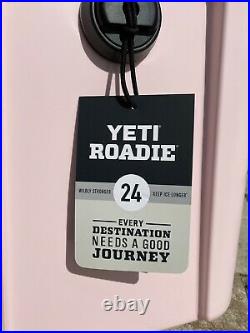 YETI
ROADIE
WILDLY STRONGER
24
KEEP ICE LONGER
EVERY
DESTINATION
NEEDS A GOOD
JOURNEY